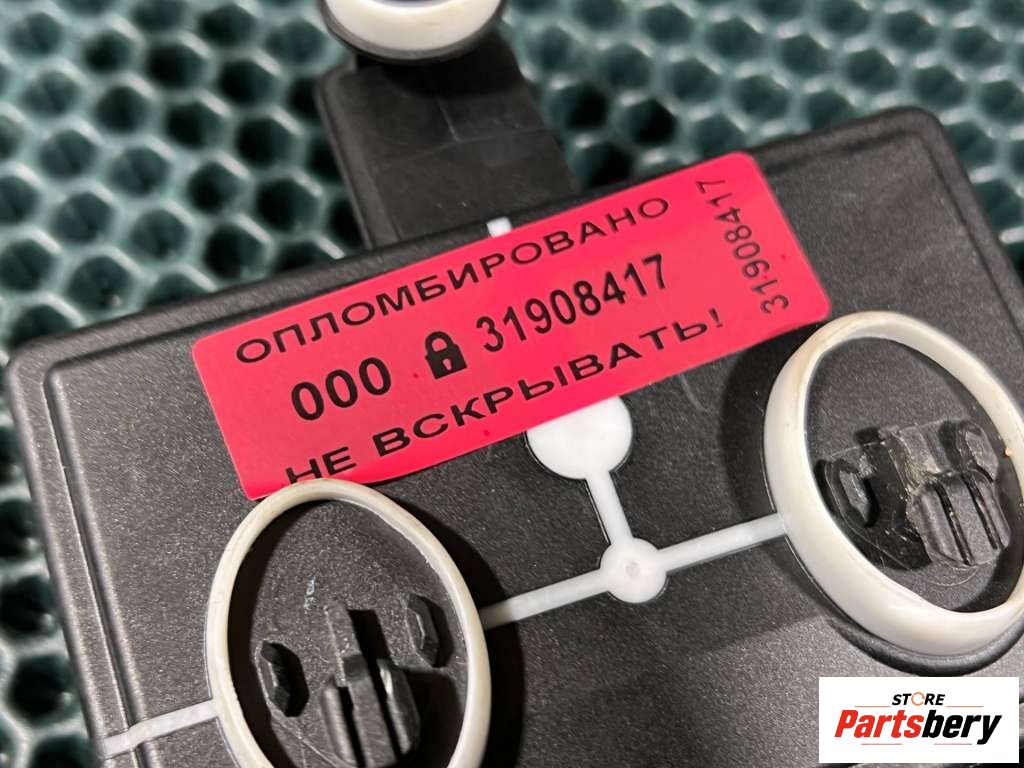 ОПЛОМБИРОВАНО
000 31908417
НЕ ВСКРЫВАТЬ!
31908417
STORE
Partsbery